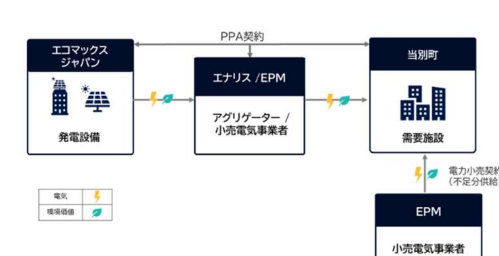 PPA契約
エコマックス
ジャパン
発電設備
エナリス /EPM
アグリゲーター /
小売電気事業者
当別町
需要施設
電力小売契約
(不足分供給)
電気
環境価値
EPM
小売電気事業者